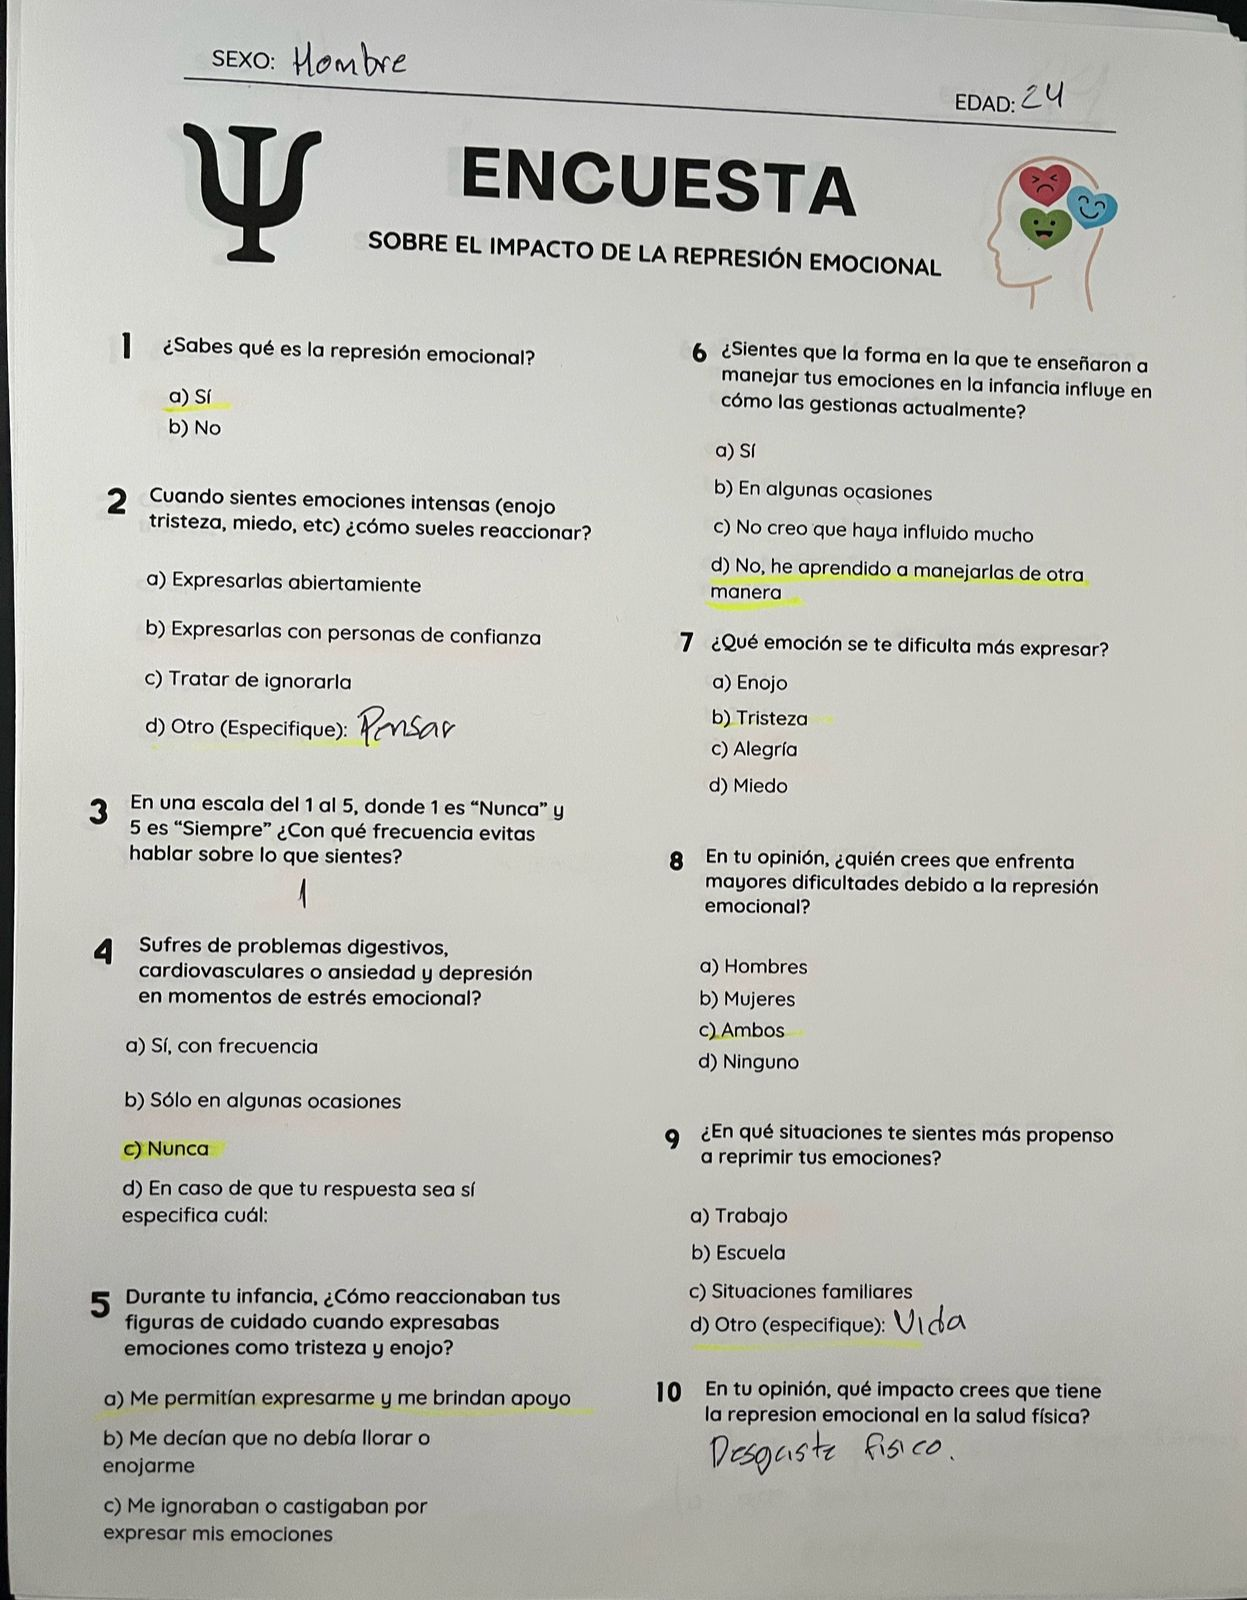 SEXO: Hombre
EDAD: 24
Ψ
ENCUESTA
SOBRE EL IMPACTO DE LA REPRESIÓN EMOCIONAL
1 ¿Sabes qué es la represión emocional?
a) Sí
b) No
2 Cuando sientes emociones intensas (enojo
tristeza, miedo, etc) ¿cómo sueles reaccionar?
a) Expresarlas abiertamiente
b) Expresarlas con personas de confianza
c) Tratar de ignorarla
d) Otro (Especifique): Pensar
3 En una escala del 1 al 5, donde 1 es “Nunca” y
5 es “Siempre” ¿Con qué frecuencia evitas
hablar sobre lo que sientes?
1
4 Sufres de problemas digestivos,
cardiovasculares o ansiedad y depresión
en momentos de estrés emocional?
a) Sí, con frecuencia
b) Sólo en algunas ocasiones
c) Nunca
d) En caso de que tu respuesta sea sí
especifica cuál:
5 Durante tu infancia, ¿Cómo reaccionaban tus
figuras de cuidado cuando expresabas
emociones como tristeza y enojo?
a) Me permitían expresarme y me brindan apoyo
b) Me decían que no debía llorar o
enojarme
c) Me ignoraban o castigaban por
expresar mis emociones
6 ¿Sientes que la forma en la que te enseñaron a
manejar tus emociones en la infancia influye en
cómo las gestionas actualmente?
a) Sí
b) En algunas ocasiones
c) No creo que haya influido mucho
d) No, he aprendido a manejarlas de otra
manera
7 ¿Qué emoción se te dificulta más expresar?
a) Enojo
b) Tristeza
c) Alegría
d) Miedo
8 En tu opinión, ¿quién crees que enfrenta
mayores dificultades debido a la represión
emocional?
a) Hombres
b) Mujeres
c) Ambos
d) Ninguno
9 ¿En qué situaciones te sientes más propenso
a reprimir tus emociones?
a) Trabajo
b) Escuela
c) Situaciones familiares
d) Otro (especifique): Vida
10 En tu opinión, qué impacto crees que tiene
la represion emocional en la salud física?
Desgaste fisico.